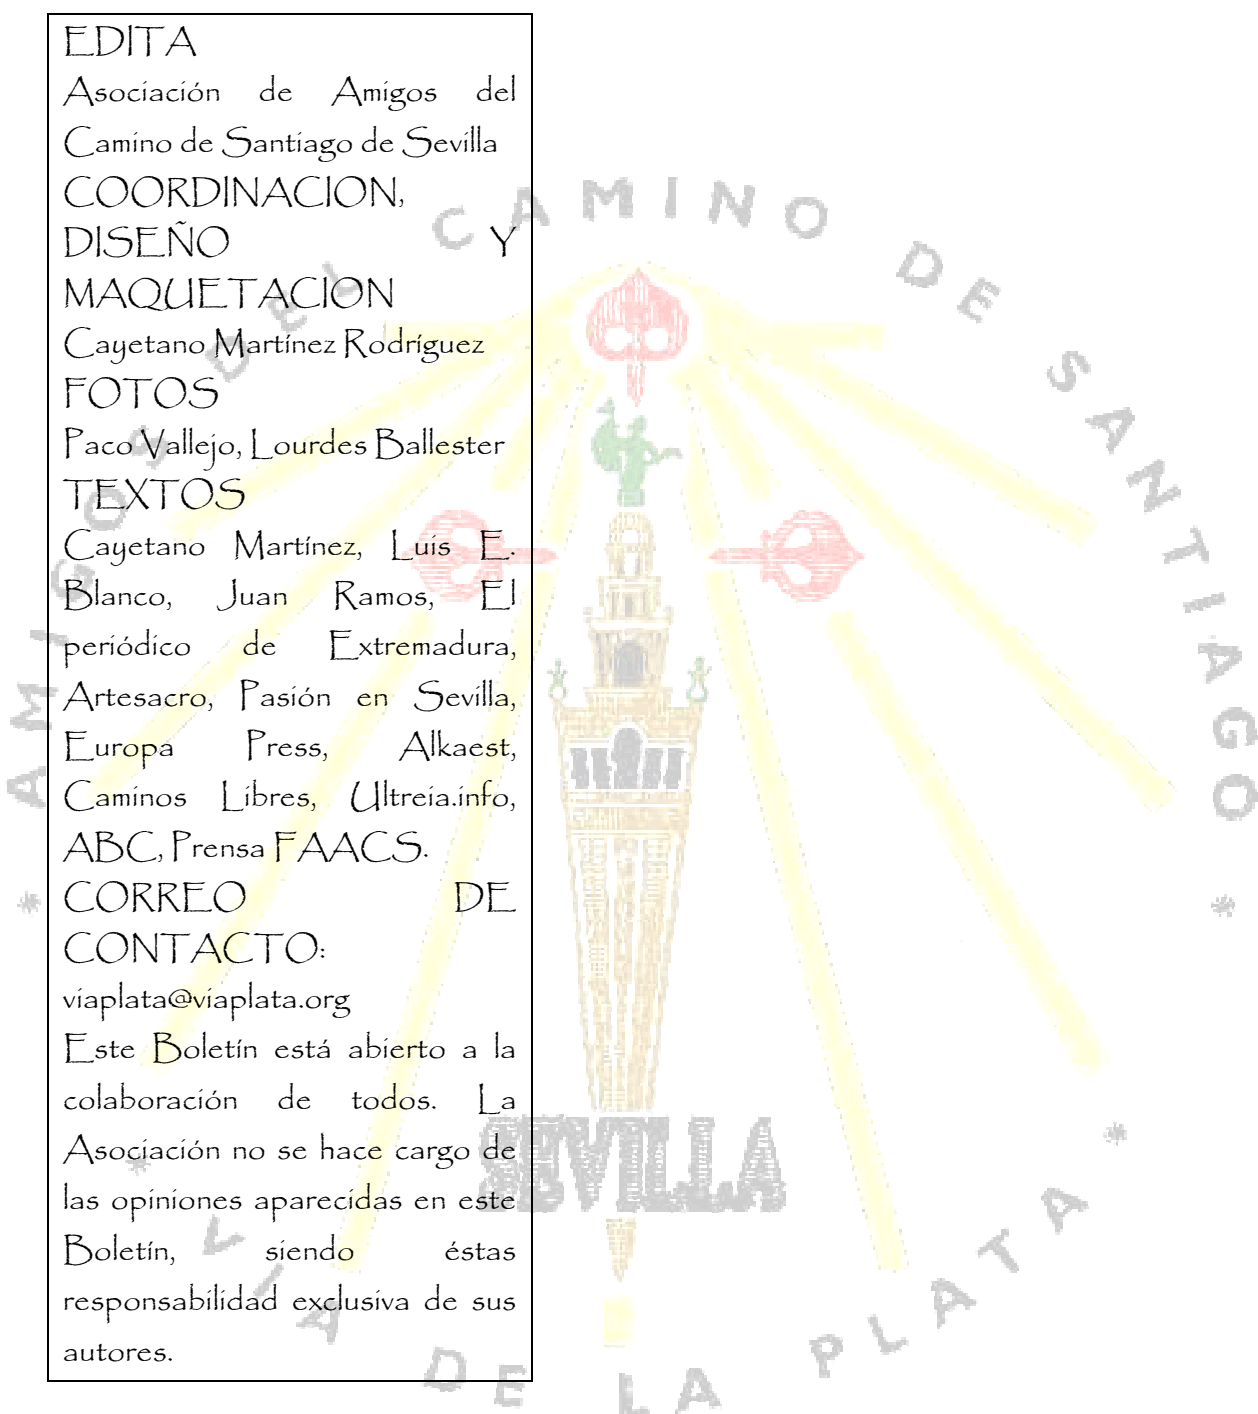 EDITA
Asociación de Amigos del
Camino de Santiago de Sevilla
COORDINACION,
DISEÑO Y
MAQUETACION
Cayetano Martínez Rodríguez
FOTOS
Paco Vallejo, Lourdes Ballester
TEXTOS
Cayetano Martínez, Luis E.
Blanco, Juan Ramos, El
periódico de Extremadura,
Artesacro, Pasión en Sevilla,
Europa Press, Alkaest,
Caminos Libres, Ultreia.info,
ABC, Prensa FAACS.
CORREO DE
CONTACTO:
viaplata@viaplata.org
Este Boletín está abierto a la
colaboración de todos. La
Asociación no se hace cargo de
las opiniones aparecidas en este
Boletín, siendo éstas
responsabilidad exclusiva de sus
autores.
* AMIGOS DEL CAMINO DE SANTIAGO *
SEVILLA
* VIA DE LA PLATA *